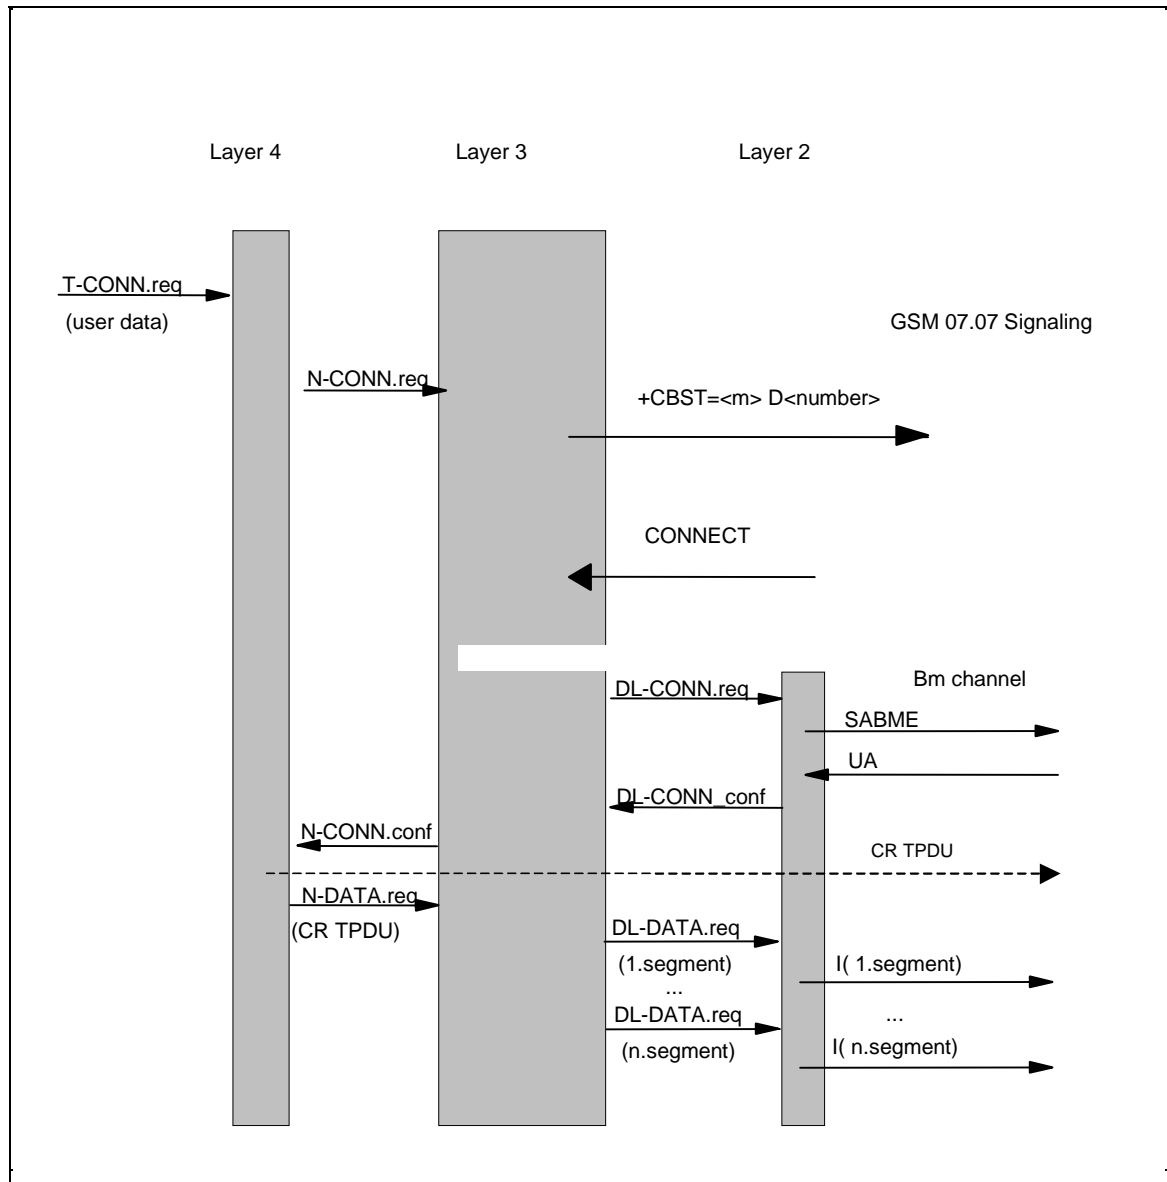 Layer 4 Layer 3 Layer 2
T-CONN.req
(user data)
GSM 07.07 Signaling
N-CONN.req
+CBST=<m> D<number>
CONNECT
DL-CONN.req
Bm channel
SABME
UA
DL-CONN_conf
N-CONN.conf
CR TPDU
N-DATA.req
(CR TPDU)
DL-DATA.req
(1.segment)
I( 1.segment)
...
DL-DATA.req
...
(n.segment)
I( n.segment)